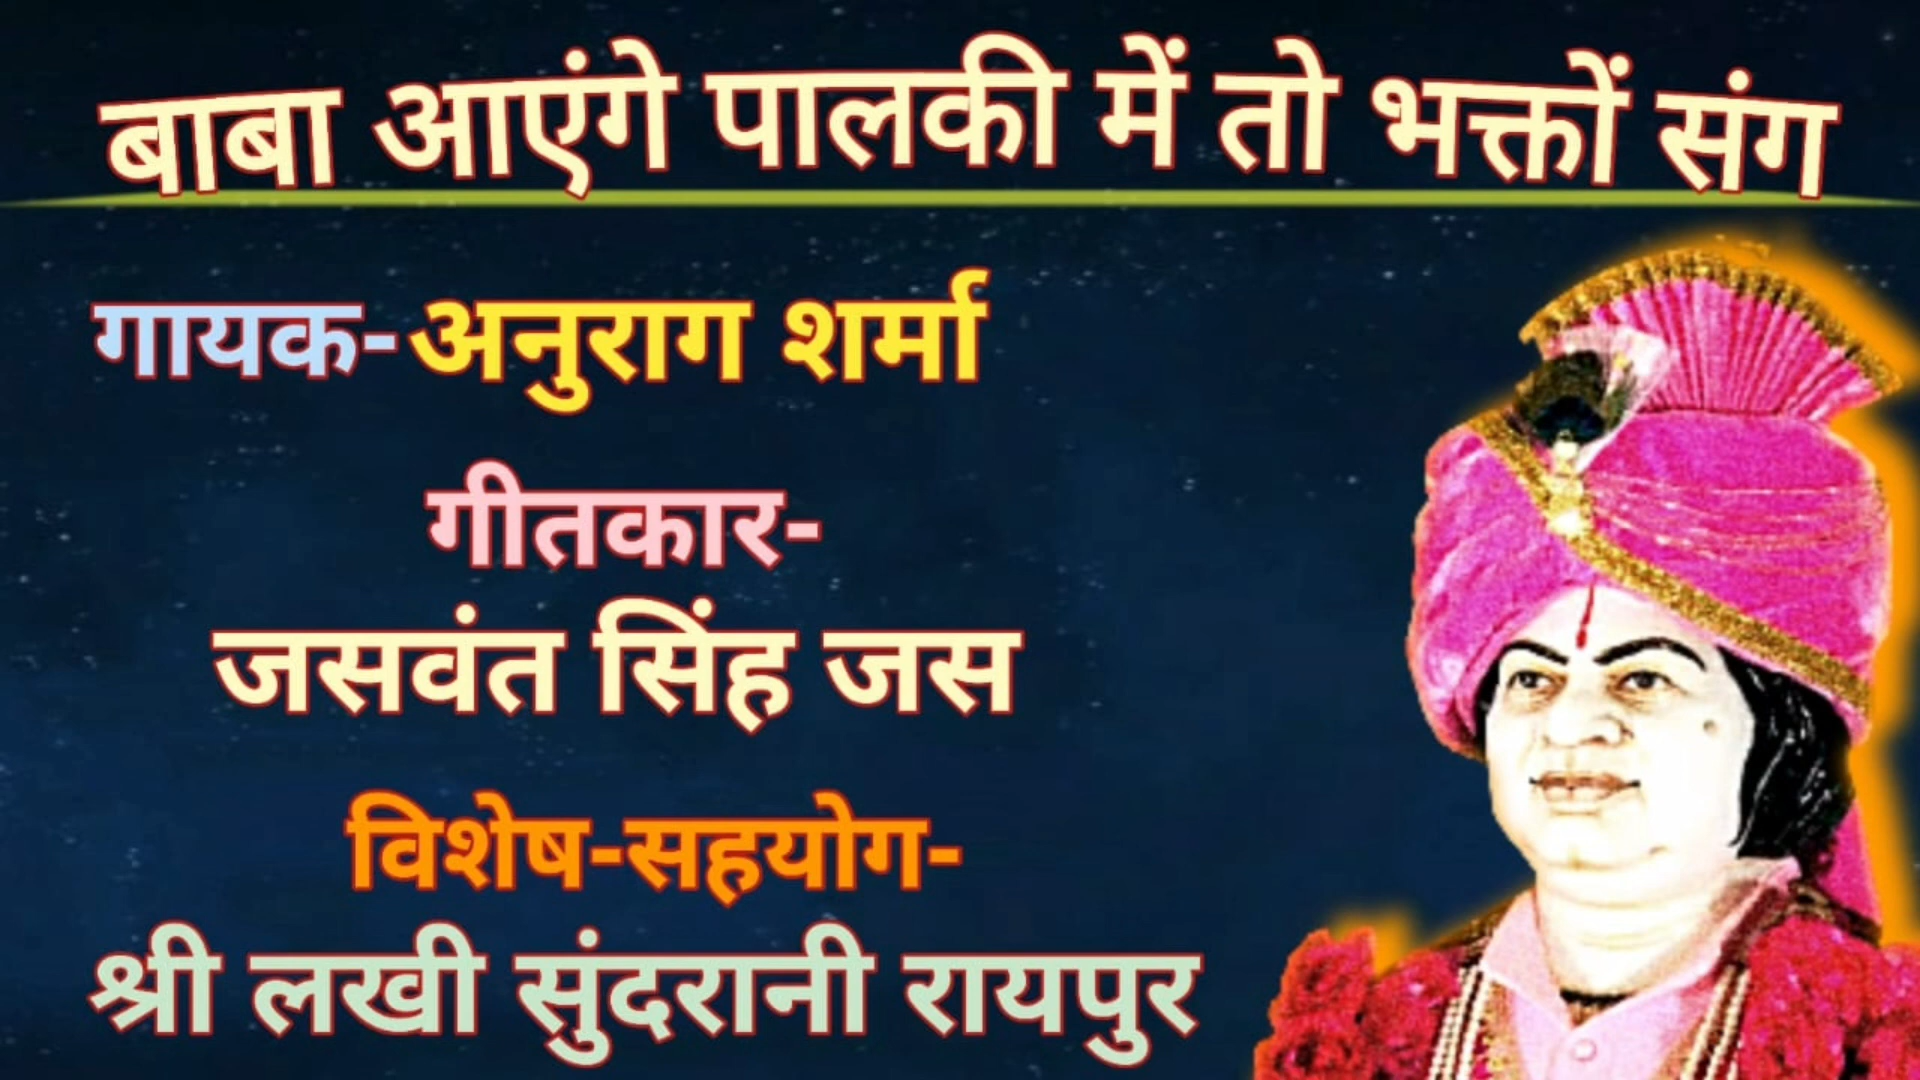 बाबा आएंगे पालकी में तो भक्तों संग
गायक-अनुराग शर्मा
गीतकार-
जसवंत सिंह जस
विशेष-सहयोग-
श्री लखी सुंदरानी रायपुर